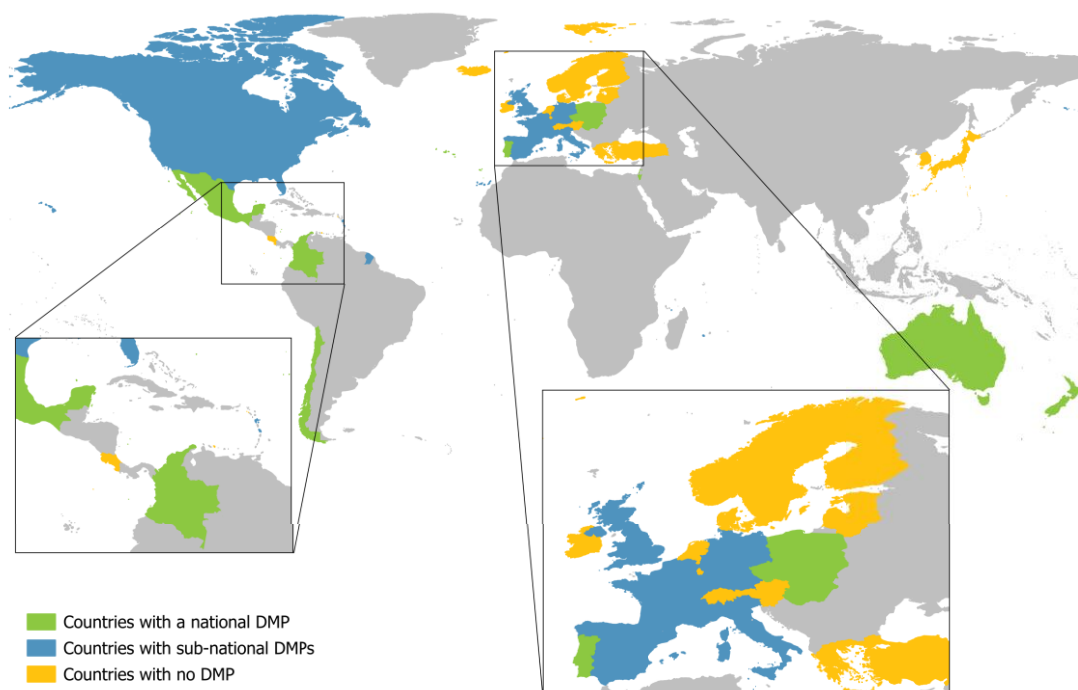 Countries with a national DMP
Countries with sub-national DMPs
Countries with no DMP